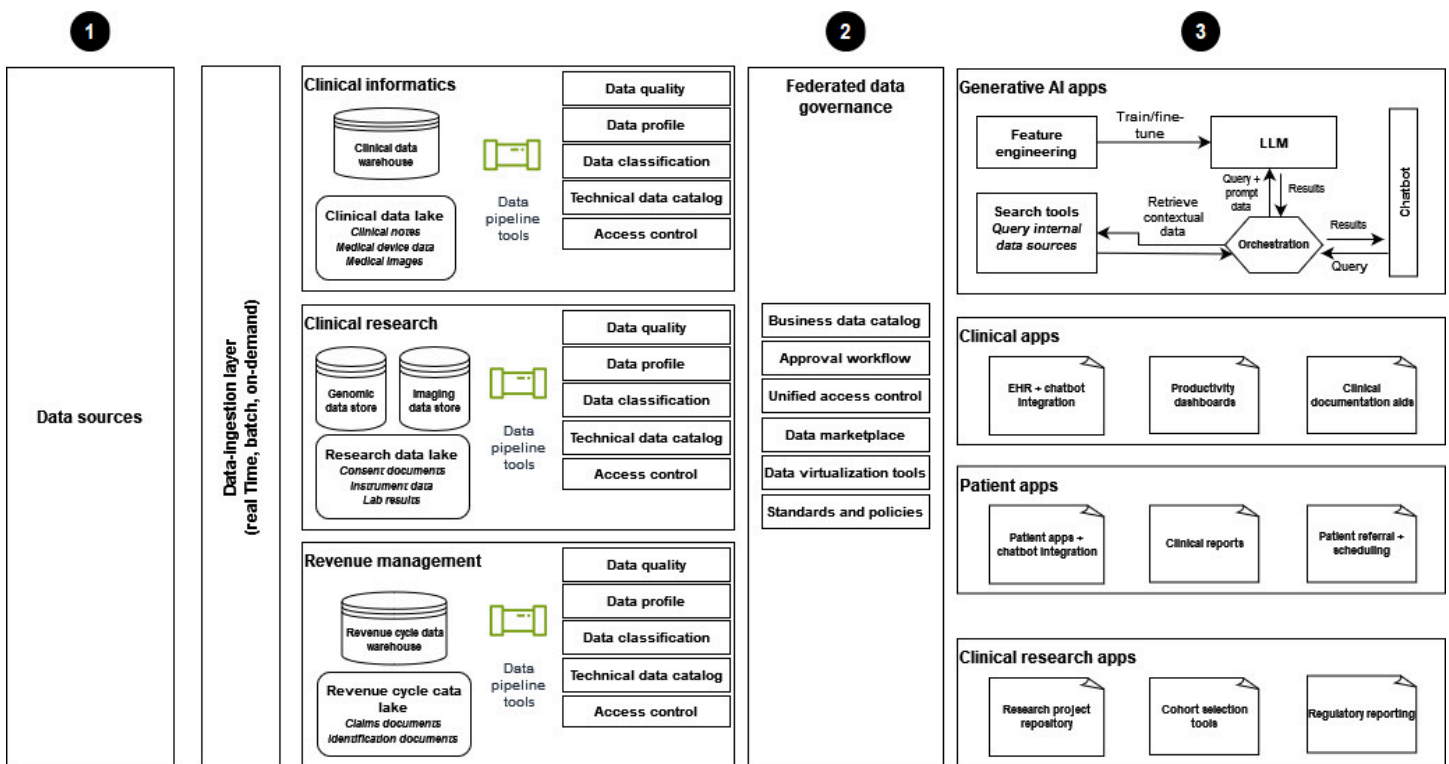 1
2
3
Data sources
Data-ingestion layer
(real Time, batch, on-demand)
Clinical informatics
Clinical data
warehouse
Clinical data lake
Clinical notes
Medical device data
Medical images
Data
pipeline
tools
Data quality
Data profile
Data classification
Technical data catalog
Access control
Clinical research
Genomic
data store
Imaging
data store
Research data lake
Consent documents
Instrument data
Lab results
Data
pipeline
tools
Data quality
Data profile
Data classification
Technical data catalog
Access control
Revenue management
Revenue cycle data
warehouse
Revenue cycle cata
lake
Claims documents
Identification documents
Data
pipeline
tools
Data quality
Data profile
Data classification
Technical data catalog
Access control
Federated data
governance
Business data catalog
Approval workflow
Unified access control
Data marketplace
Data virtualization tools
Standards and policies
Generative AI apps
Feature
engineering
Train/fine-
tune
LLM
Search tools
Query internal
data sources
Retrieve
contextual
data
Query +
prompt
data
Results
Orchestration
Results
Query
Chatbot
Clinical apps
EHR + chatbot
integration
Productivity
dashboards
Clinical
documentation aids
Patient apps
Patient apps +
chatbot integration
Clinical reports
Patient referral +
scheduling
Clinical research apps
Research project
repository
Cohort selection
tools
Regulatory reporting